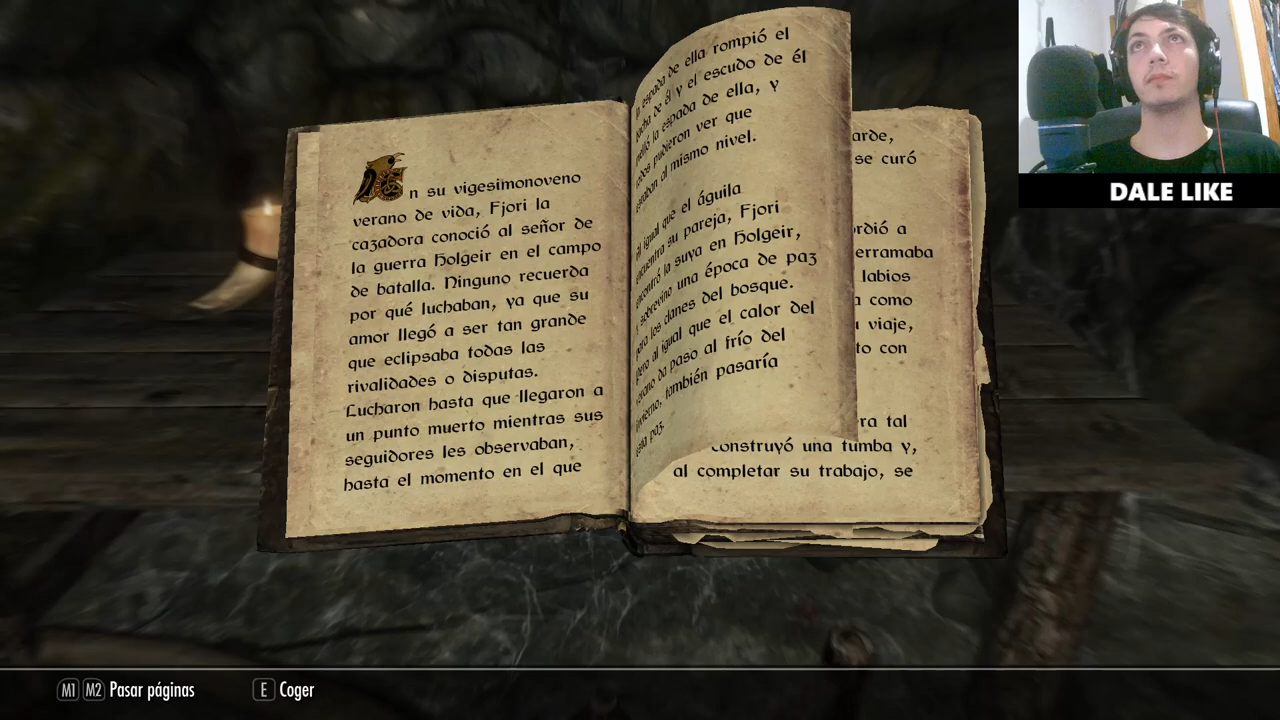 En su vigesimonoveno
verano de vida, Fjori la
cazadora conoció al señor de
la guerra Holgeir en el campo
de batalla. Ninguno recuerda
por qué luchaban, ya que su
amor llegó a ser tan grande
que eclipsaba todas las
rivalidades o disputas.
Lucharon hasta que llegaron a
un punto muerto mientras sus
seguidores les observaban,
hasta el momento en el que
la espada de ella rompió el
hacha de él y el escudo de él
melló la espada de ella, y
todos pudieron ver que
estaban al mismo nivel.
Al igual que el águila
encuentra su pareja, Fjori
encontró la suya en Holgeir,
y sobrevino una época de paz
para los clanes del bosque.
Pero al igual que el calor del
verano da paso al frío del
invierno, también pasaría
esta paz.
arde,
se curó
ordió a
erramaba
labios
a como
viaje,
to con
era tal
construyó una tumba y,
al completar su trabajo, se
DALE LIKE
M1 M2 Pasar páginas
E Coger